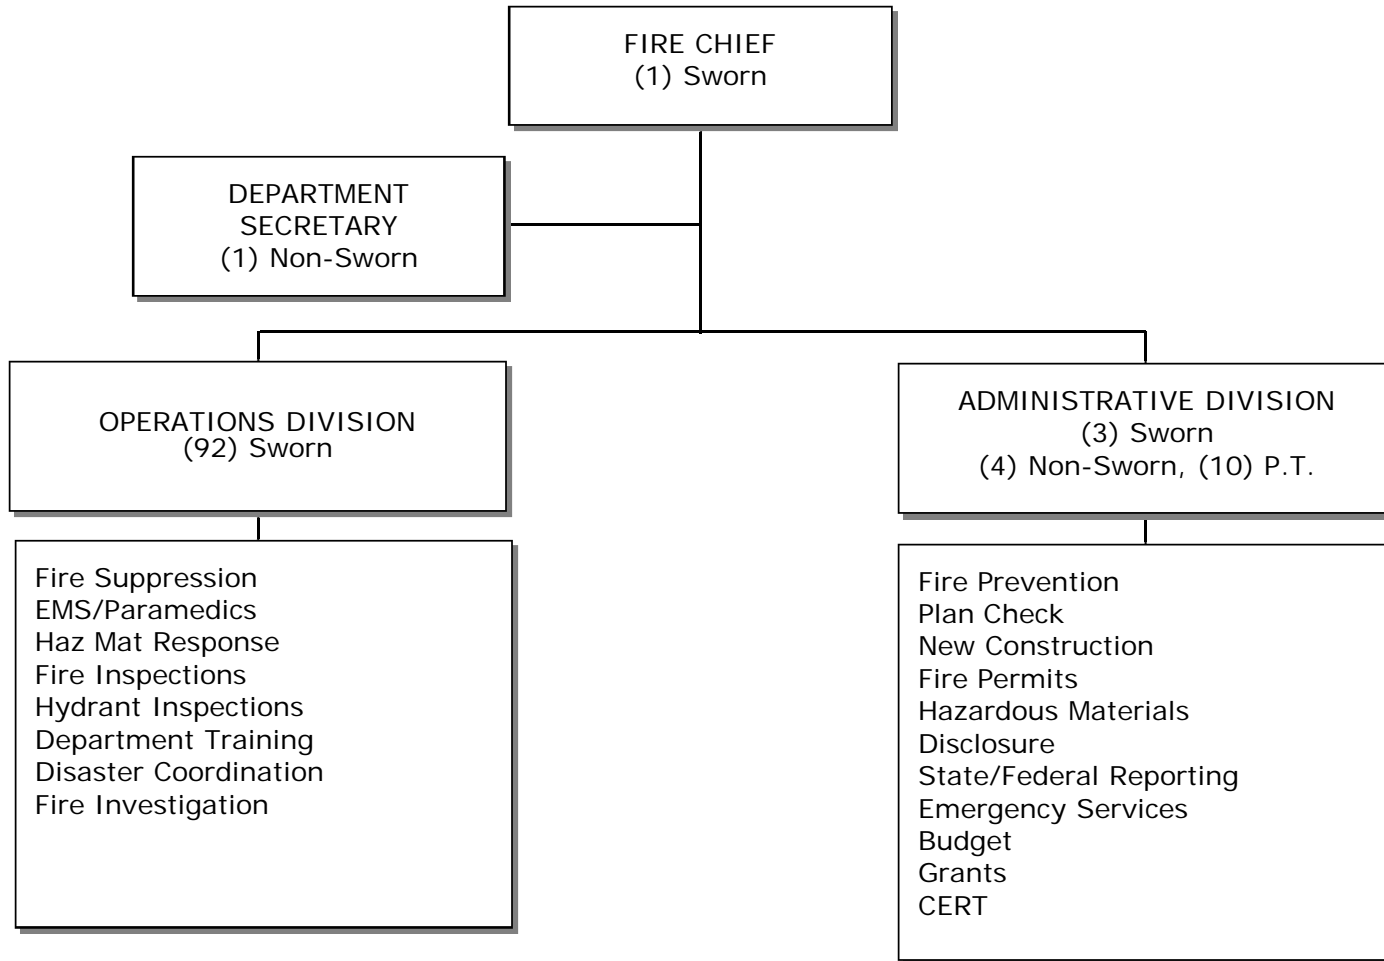 FIRE CHIEF
(1) Sworn
DEPARTMENT
SECRETARY
(1) Non-Sworn
OPERATIONS DIVISION
(92) Sworn
Fire Suppression
EMS/Paramedics
Haz Mat Response
Fire Inspections
Hydrant Inspections
Department Training
Disaster Coordination
Fire Investigation
ADMINISTRATIVE DIVISION
(3) Sworn
(4) Non-Sworn, (10) P.T.
Fire Prevention
Plan Check
New Construction
Fire Permits
Hazardous Materials
Disclosure
State/Federal Reporting
Emergency Services
Budget
Grants
CERT